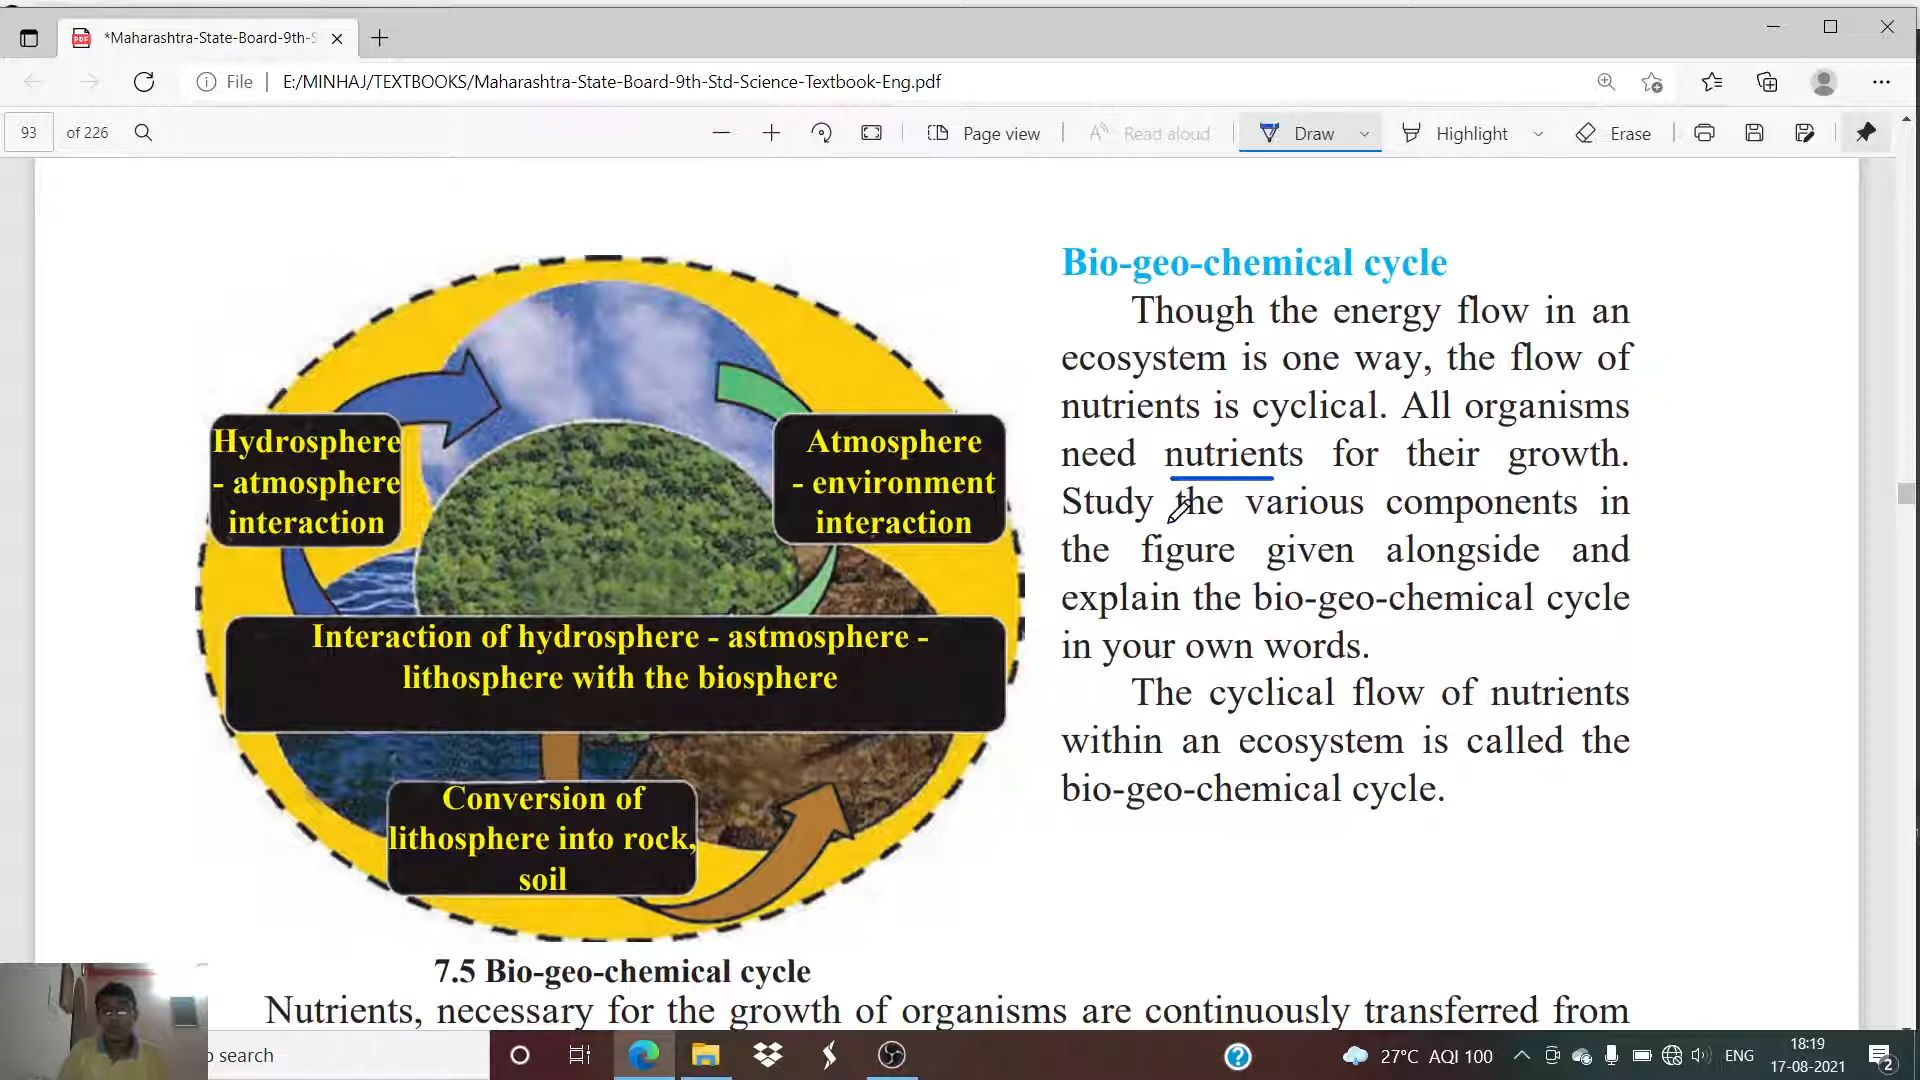 *Maharashtra-State-Board-9th-S
File
E:/MINHAJ/TEXTBOOKS/Maharashtra-State-Board-9th-Std-Science-Textbook-Eng.pdf
93 of 226
Page view
Read aloud
Draw
Highlight
Erase
Hydrosphere
- atmosphere
interaction
Atmosphere
- environment
interaction
Interaction of hydrosphere - astmosphere -
lithosphere with the biosphere
Conversion of
lithosphere into rock,
soil
7.5 Bio-geo-chemical cycle
Bio-geo-chemical cycle
Though the energy flow in an
ecosystem is one way, the flow of
nutrients is cyclical. All organisms
need nutrients for their growth.
Study the various components in
the figure given alongside and
explain the bio-geo-chemical cycle
in your own words.
The cyclical flow of nutrients
within an ecosystem is called the
bio-geo-chemical cycle.
Nutrients, necessary for the growth of organisms are continuously transferred from
o search
27°C AQI 100
ENG
18:19
17-08-2021
2